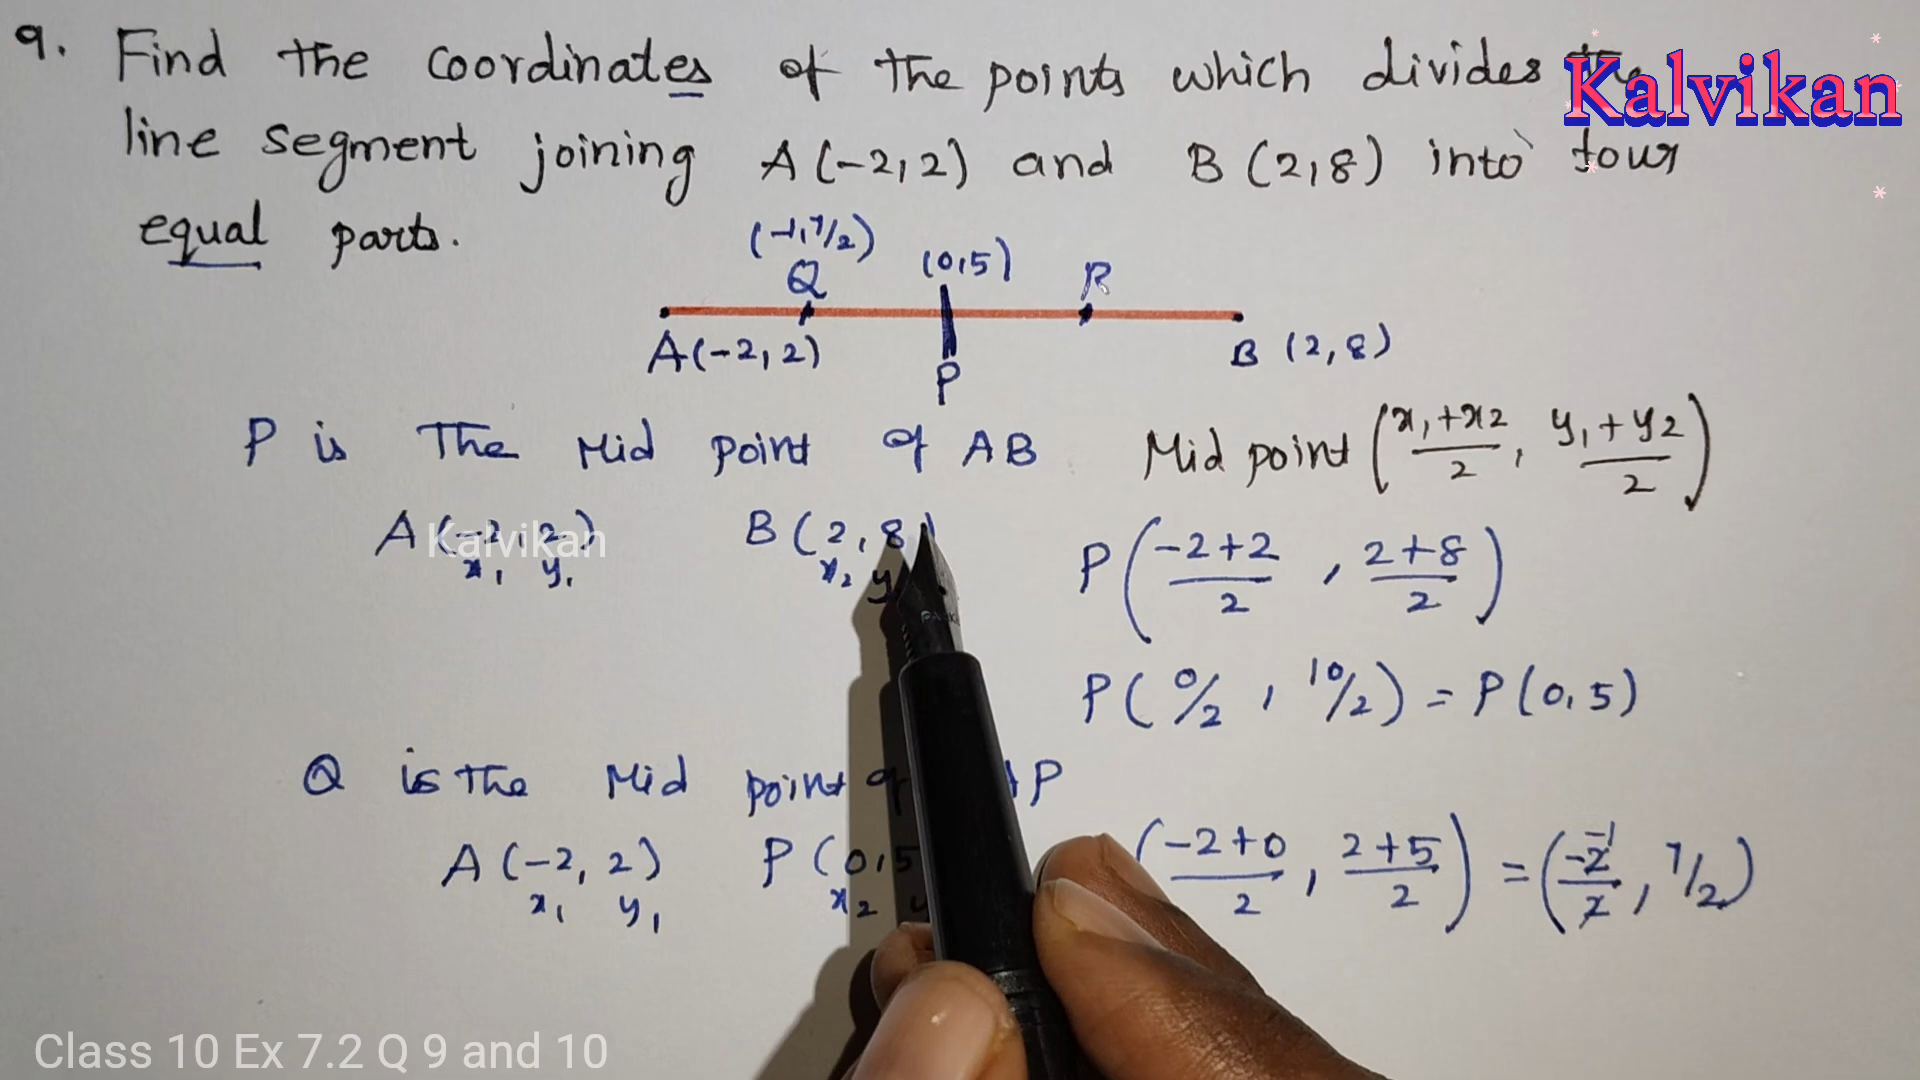 9. Find the coordinates of the points which divides the
Kalvikan
line segment joining A(-2,2) and B(2,8) into four
equal parts.
(-1,7/2)
(0,5)
Q
R
A(-2,2)
P
B (2,8)
P is The Mid point of AB
Mid point (x₁+x₂/2, y₁+y₂/2)
A(-2,2) B(2,8)
Kalvikan
x₁ y₁ x₂ y
P(-2+2/2, 2+8/2)
P(0/2, 10/2) = P(0,5)
Q is The Mid point of AP
A(-2,2) P(0,5
x₁ y₁ x₂
(-2+0/2, 2+5/2) = (-2/2, 7/2)
-1
Class 10 Ex 7.2 Q 9 and 10